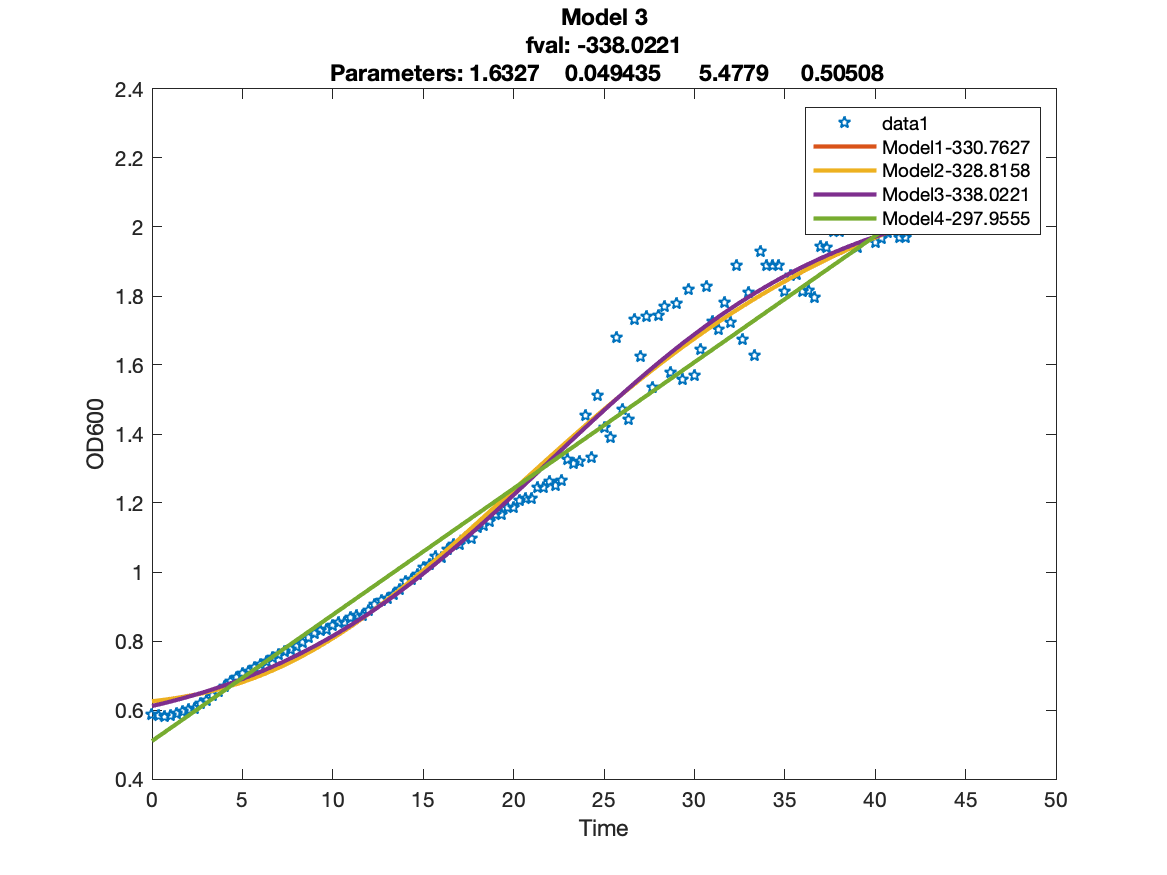 Model 3
fval: -338.0221
Parameters: 1.6327 0.049435 5.4779 0.50508
2.4
2.2
2
1.8
1.6
1.4
1.2
1
0.8
0.6
0.4
OD600
data1
Model1-330.7627
Model2-328.8158
Model3-338.0221
Model4-297.9555
0 5 10 15 20 25 30 35 40 45 50
Time